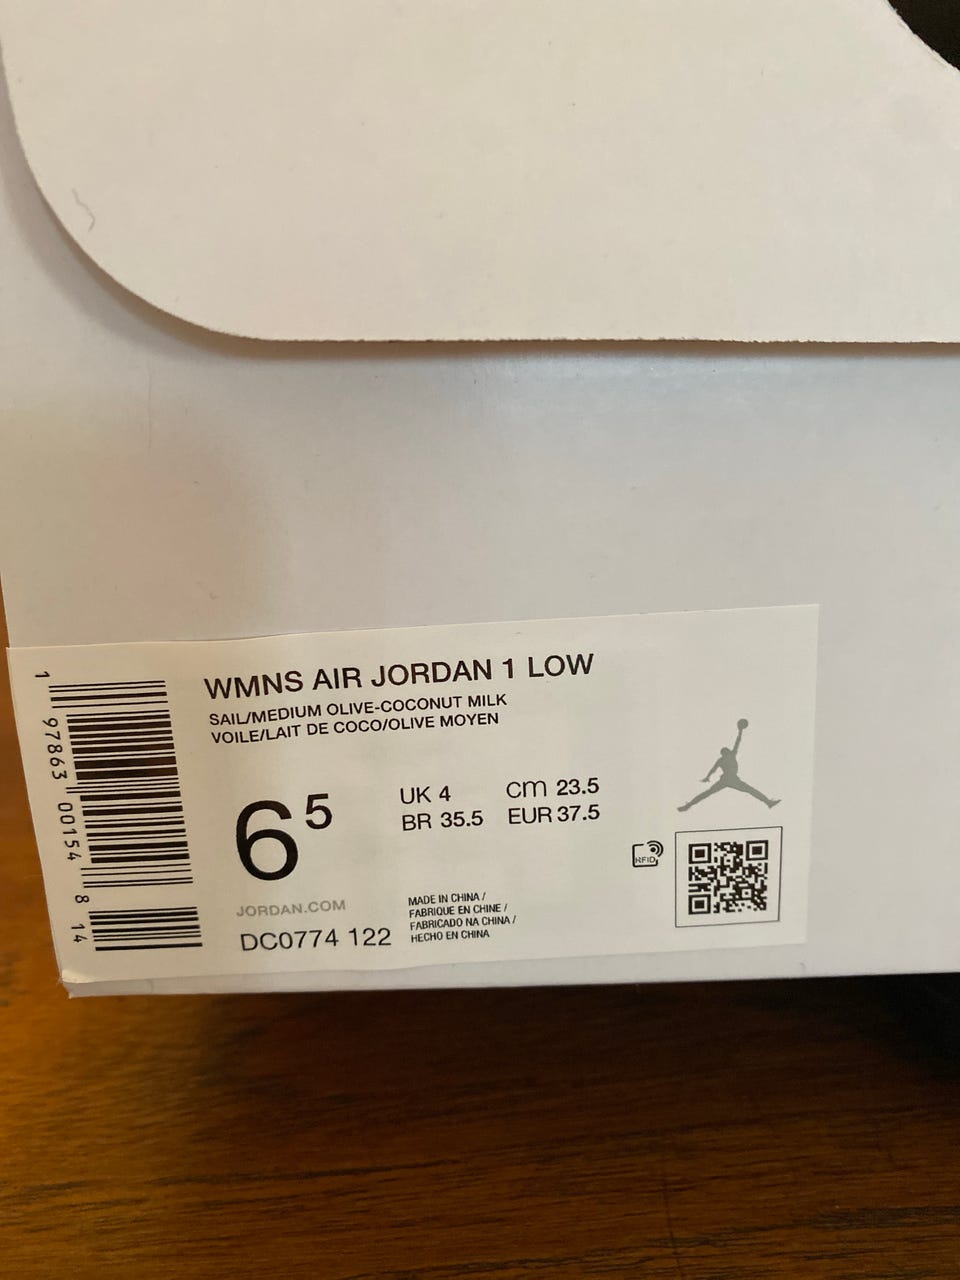 WMNS AIR JORDAN 1 LOW
SAIL/MEDIUM OLIVE-COCONUT MILK
VOILE/LAIT DE COCO/OLIVE MOYEN
6⁵
UK 4
cm 23.5
BR 35.5
EUR 37.5
RFID
JORDAN.COM
DC0774 122
MADE IN CHINA /
FABRIQUE EN CHINE /
FABRICADO NA CHINA /
HECHO EN CHINA
1 97863 00154 8 14